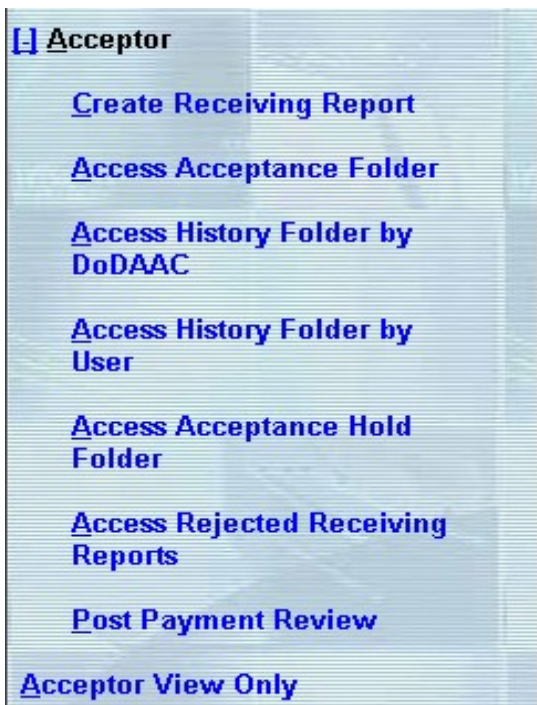 [-] Acceptor
Create Receiving Report
Access Acceptance Folder
Access History Folder by
DoDAAC
Access History Folder by
User
Access Acceptance Hold
Folder
Access Rejected Receiving
Reports
Post Payment Review
Acceptor View Only